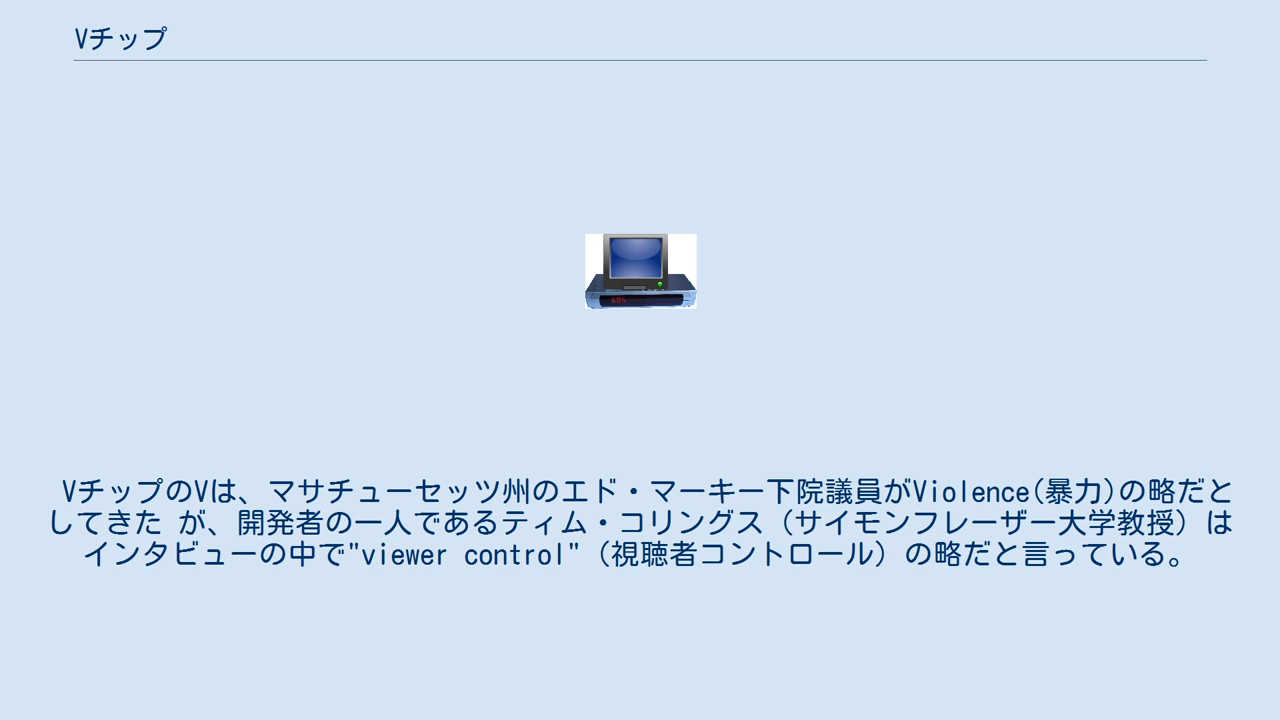 Vチップ
685
VチップのVは、マサチューセッツ州のエド・マーキー下院議員がViolence(暴力)の略だと
してきた が、開発者の一人であるティム・コリングス（サイモンフレーザー大学教授）は
インタビューの中で"viewer control"（視聴者コントロール）の略だと言っている。